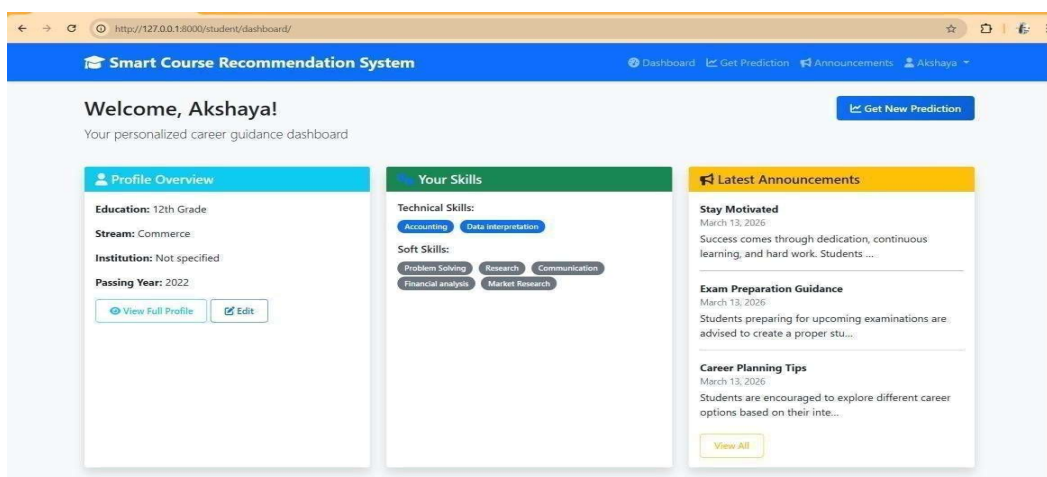 http://127.0.0.1:8000/student/dashboard/
Smart Course Recommendation System
Dashboard Get Prediction Announcements Akshaya
Welcome, Akshaya!
Get New Prediction
Your personalized career guidance dashboard
Profile Overview
Education: 12th Grade
Stream: Commerce
Institution: Not specified
Passing Year: 2022
View Full Profile Edit
Your Skills
Technical Skills:
Accounting Data interpretation
Soft Skills:
Problem Solving Research Communication
Financial analysis Market Research
Latest Announcements
Stay Motivated
March 13, 2026
Success comes through dedication, continuous
learning, and hard work. Students ...
Exam Preparation Guidance
March 13, 2026
Students preparing for upcoming examinations are
advised to create a proper stu...
Career Planning Tips
March 13, 2026
Students are encouraged to explore different career
options based on their inte...
View All